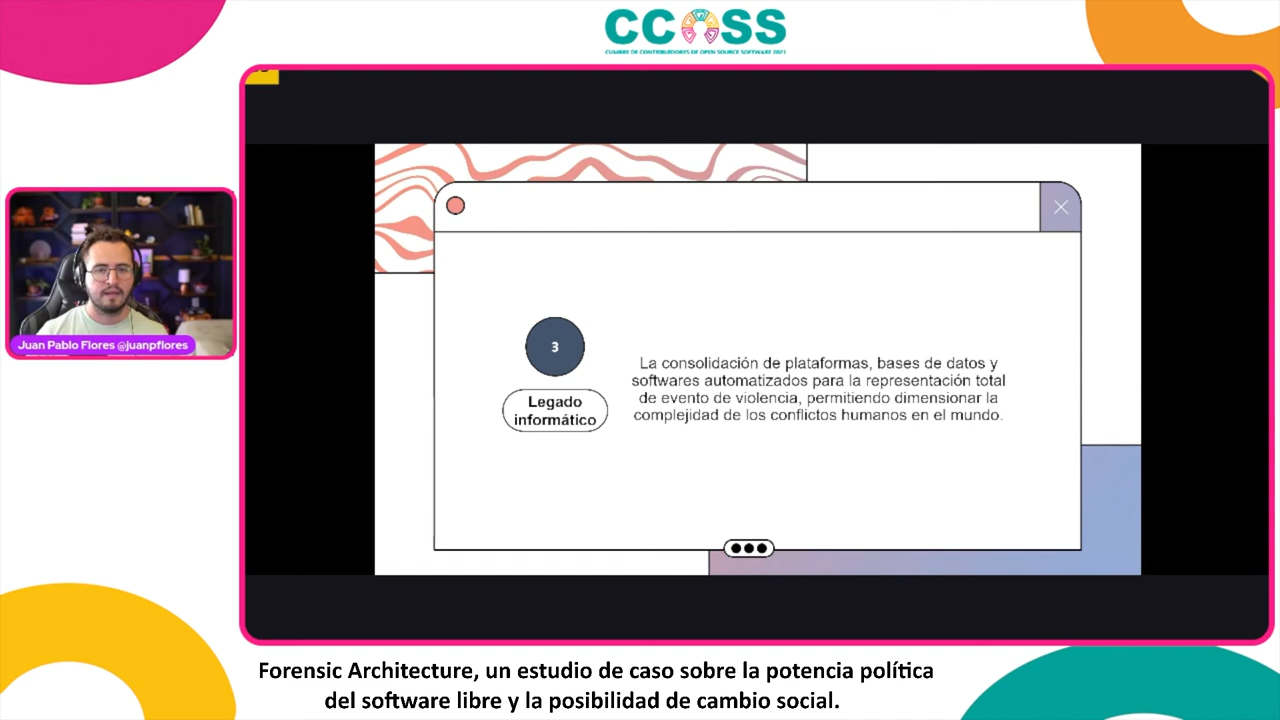 CCOSS
CUMBRE DE CONTRIBUIDORES DE OPEN SOURCE SOFTWARE 2021
Juan Pablo Flores @juanpflores
3
Legado
informático
La consolidación de plataformas, bases de datos y
softwares automatizados para la representación total
de evento de violencia, permitiendo dimensionar la
complejidad de los conflictos humanos en el mundo.
Forensic Architecture, un estudio de caso sobre la potencia política
del software libre y la posibilidad de cambio social.